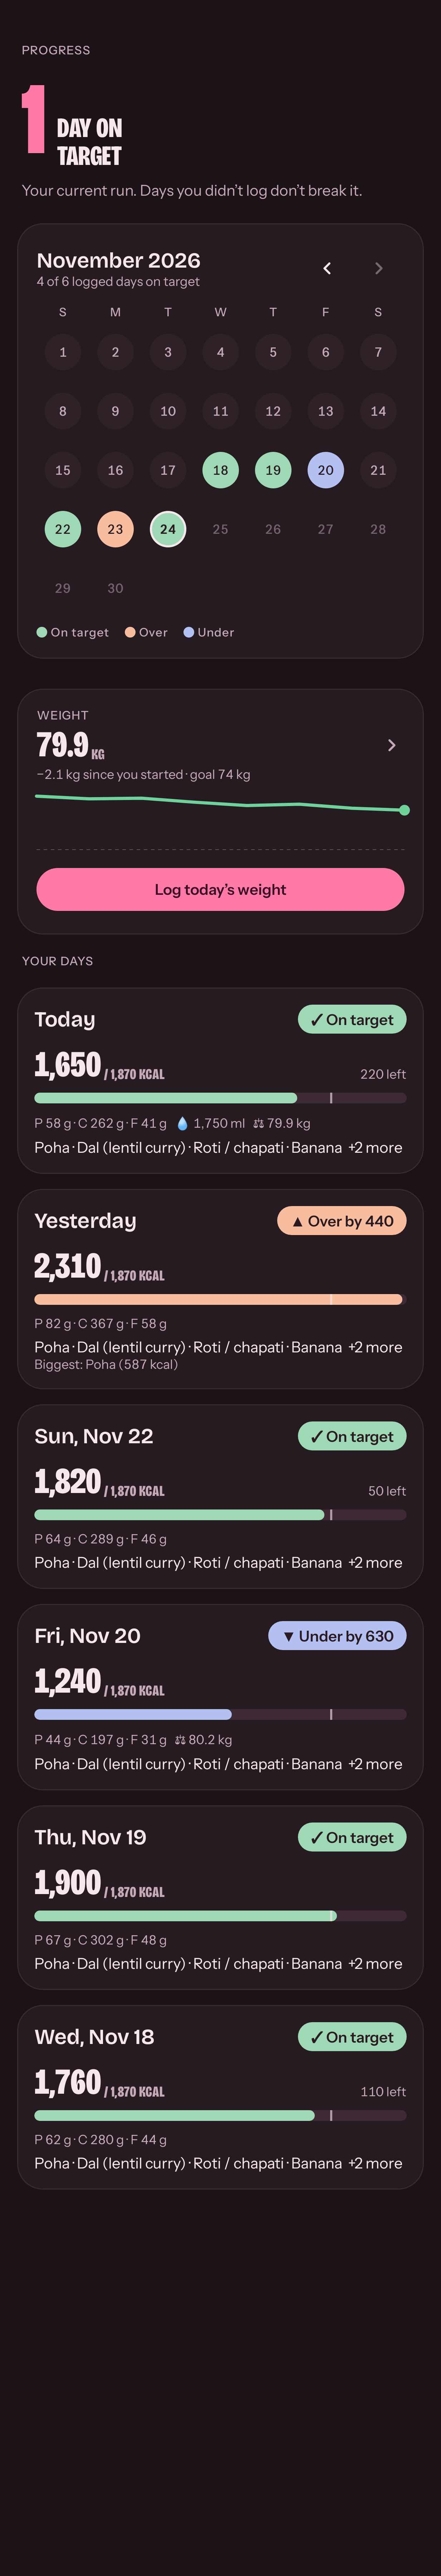 PROGRESS
1 DAY ON
TARGET
Your current run. Days you didn’t log don’t break it.
November 2026
4 of 6 logged days on target
S M T W T F S
1 2 3 4 5 6 7
8 9 10 11 12 13 14
15 16 17 18 19 20 21
22 23 24 25 26 27 28
29 30
On target Over Under
WEIGHT
79.9 KG
−2.1 kg since you started · goal 74 kg
Log today’s weight
YOUR DAYS
Today ✓ On target
1,650 / 1,870 KCAL 220 left
P 58 g · C 262 g · F 41 g 💧 1,750 ml ⚖ 79.9 kg
Poha · Dal (lentil curry) · Roti / chapati · Banana +2 more
Yesterday ▲ Over by 440
2,310 / 1,870 KCAL
P 82 g · C 367 g · F 58 g
Poha · Dal (lentil curry) · Roti / chapati · Banana +2 more
Biggest: Poha (587 kcal)
Sun, Nov 22 ✓ On target
1,820 / 1,870 KCAL 50 left
P 64 g · C 289 g · F 46 g
Poha · Dal (lentil curry) · Roti / chapati · Banana +2 more
Fri, Nov 20 ▼ Under by 630
1,240 / 1,870 KCAL
P 44 g · C 197 g · F 31 g ⚖ 80.2 kg
Poha · Dal (lentil curry) · Roti / chapati · Banana +2 more
Thu, Nov 19 ✓ On target
1,900 / 1,870 KCAL
P 67 g · C 302 g · F 48 g
Poha · Dal (lentil curry) · Roti / chapati · Banana +2 more
Wed, Nov 18 ✓ On target
1,760 / 1,870 KCAL 110 left
P 62 g · C 280 g · F 44 g
Poha · Dal (lentil curry) · Roti / chapati · Banana +2 more